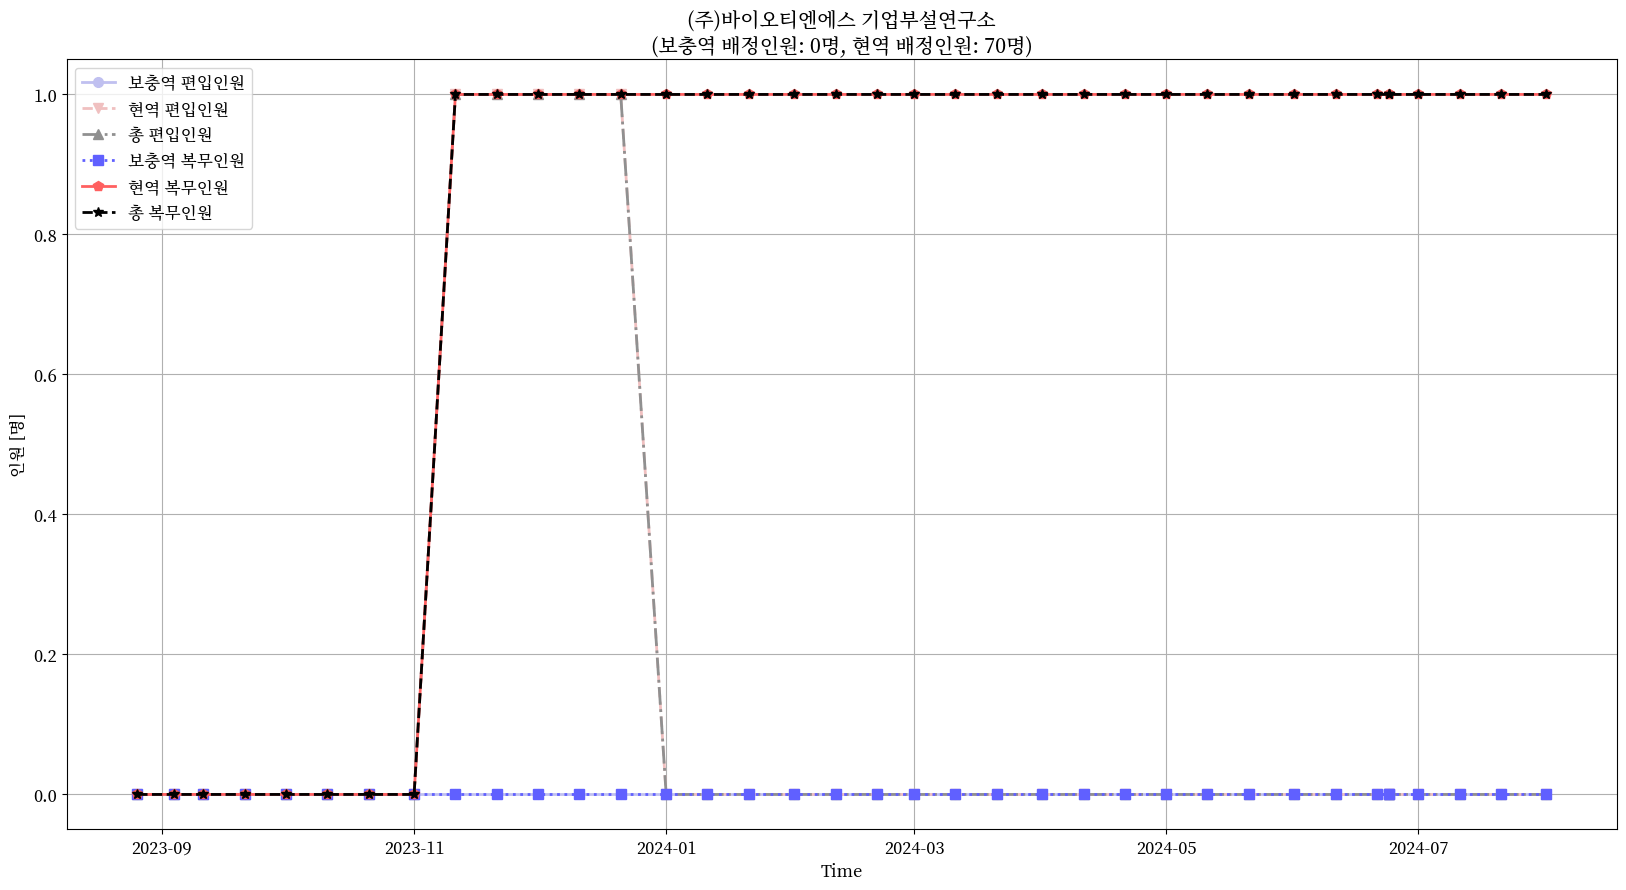 (주)바이오티엔에스 기업부설연구소
(보충역 배정인원: 0명, 현역 배정인원: 70명)
보충역 편입인원
현역 편입인원
총 편입인원
보충역 복무인원
현역 복무인원
총 복무인원
1.0
0.8
0.6
0.4
0.2
0.0
인원 [명]
2023-09
2023-11
2024-01
2024-03
2024-05
2024-07
Time